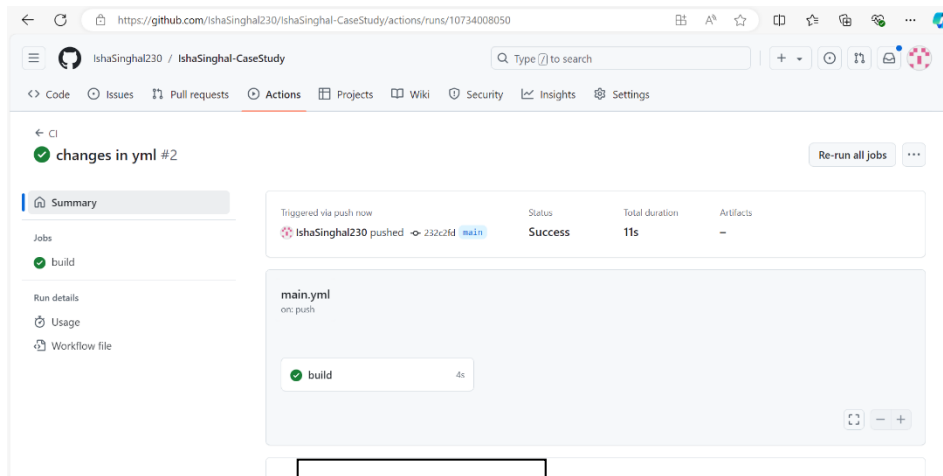 https://github.com/IshaSinghal230/IshaSinghal-CaseStudy/actions/runs/10734008050
IshaSinghal230 / IshaSinghal-CaseStudy
Type / to search
Code Issues Pull requests Actions Projects Wiki Security Insights Settings
CI
changes in yml #2
Re-run all jobs
Summary
Jobs
build
Run details
Usage
Workflow file
Triggered via push now Status Total duration Artifacts
IshaSinghal230 pushed 232c2fd main Success 11s –
main.yml
on: push
build 4s